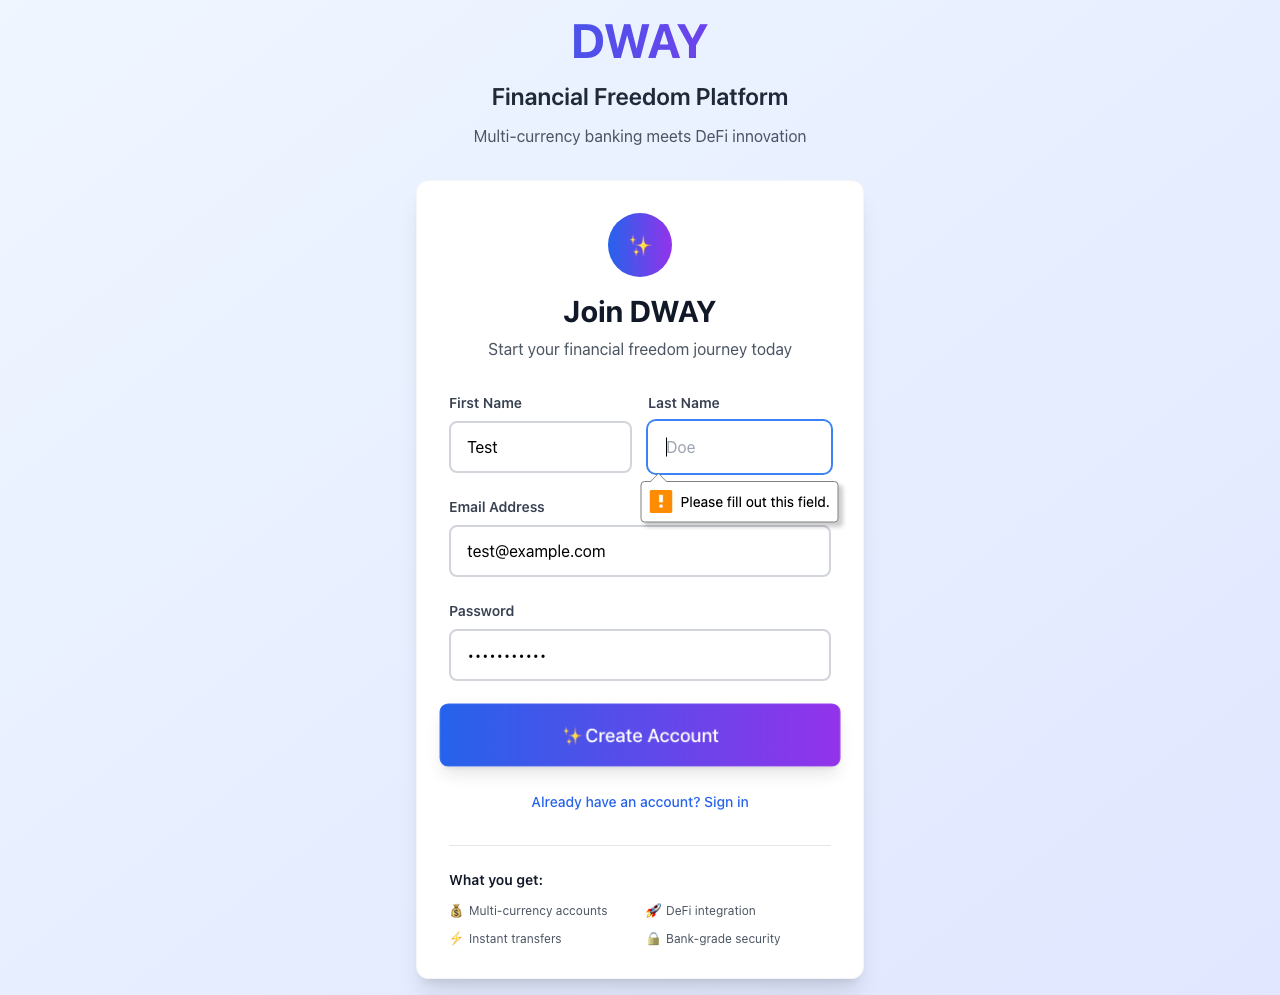 DWAY
Financial Freedom Platform
Multi-currency banking meets DeFi innovation
✨
Join DWAY
Start your financial freedom journey today
First Name
Last Name
Test
Doe
Please fill out this field.
Email Address
test@example.com
Password
•••••••••••
✨ Create Account
Already have an account? Sign in
What you get:
💰 Multi-currency accounts
🚀 DeFi integration
⚡ Instant transfers
🔒 Bank-grade security